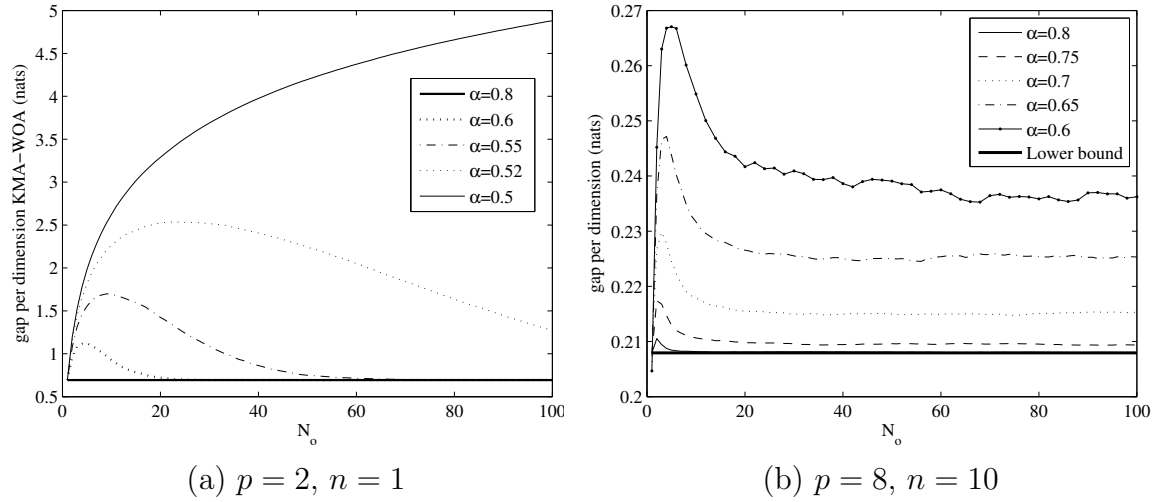 5
4.5
4
3.5
3
2.5
2
1.5
1
0.5
0
20
40
60
80
100
gap per dimension KMA−WOA (nats)
N_o
α=0.8
α=0.6
α=0.55
α=0.52
α=0.5
(a) p = 2, n = 1
0.27
0.26
0.25
0.24
0.23
0.22
0.21
0.2
0
20
40
60
80
100
gap per dimension (nats)
N_o
α=0.8
α=0.75
α=0.7
α=0.65
α=0.6
Lower bound
(b) p = 8, n = 10